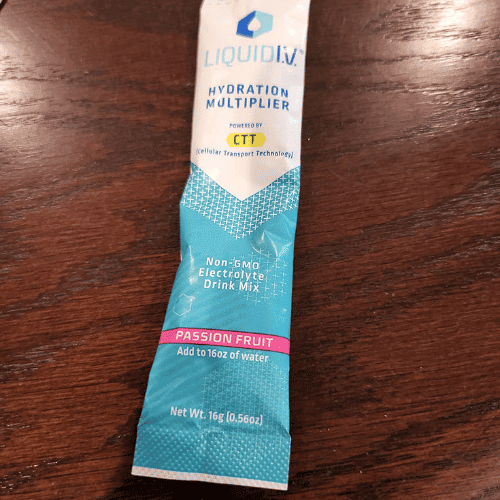 LIQUID I.V.
HYDRATION
MULTIPLIER
POWERED BY
CTT
(Cellular Transport Technology)
Non-GMO
Electrolyte
Drink Mix
PASSION FRUIT
Add to 16oz of water
Net Wt. 16g (0.56oz)